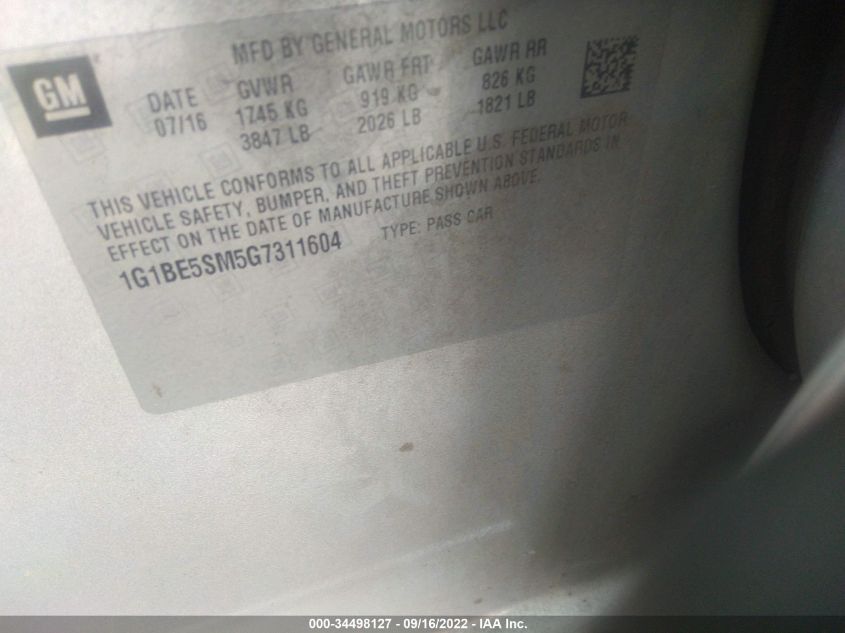 MFD BY GENERAL MOTORS LLC
GM
DATE GVWR GAWR FRT GAWR RR
07/16 1745 KG 919 KG 826 KG
3847 LB 2026 LB 1821 LB
THIS VEHICLE CONFORMS TO ALL APPLICABLE U.S. FEDERAL MOTOR
VEHICLE SAFETY, BUMPER, AND THEFT PREVENTION STANDARDS IN
EFFECT ON THE DATE OF MANUFACTURE SHOWN ABOVE.
1G1BE5SM5G7311604 TYPE: PASS CAR
000-34498127 - 09/16/2022 - IAA Inc.